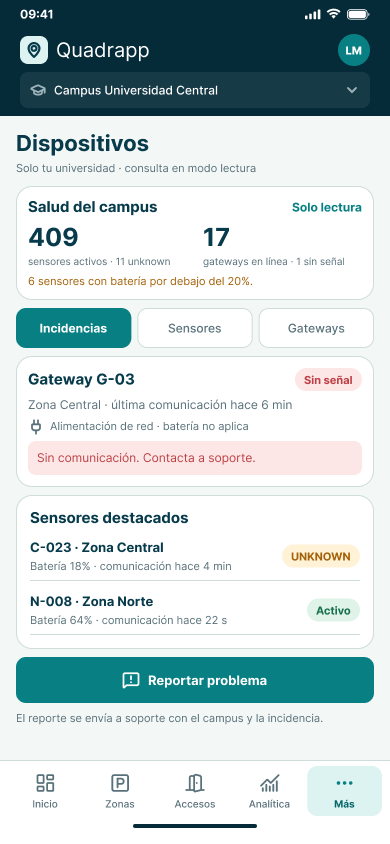 09:41
Quadrapp
LM
Campus Universidad Central
Dispositivos
Solo tu universidad · consulta en modo lectura
Salud del campus
Solo lectura
409
17
sensores activos · 11 unknown
gateways en línea · 1 sin señal
6 sensores con batería por debajo del 20%.
Incidencias
Sensores
Gateways
Gateway G-03
Sin señal
Zona Central · última comunicación hace 6 min
Alimentación de red · batería no aplica
Sin comunicación. Contacta a soporte.
Sensores destacados
C-023 · Zona Central
UNKNOWN
Batería 18% · comunicación hace 4 min
N-008 · Zona Norte
Activo
Batería 64% · comunicación hace 22 s
Reportar problema
El reporte se envía a soporte con el campus y la incidencia.
Inicio
Zonas
Accesos
Analítica
Más